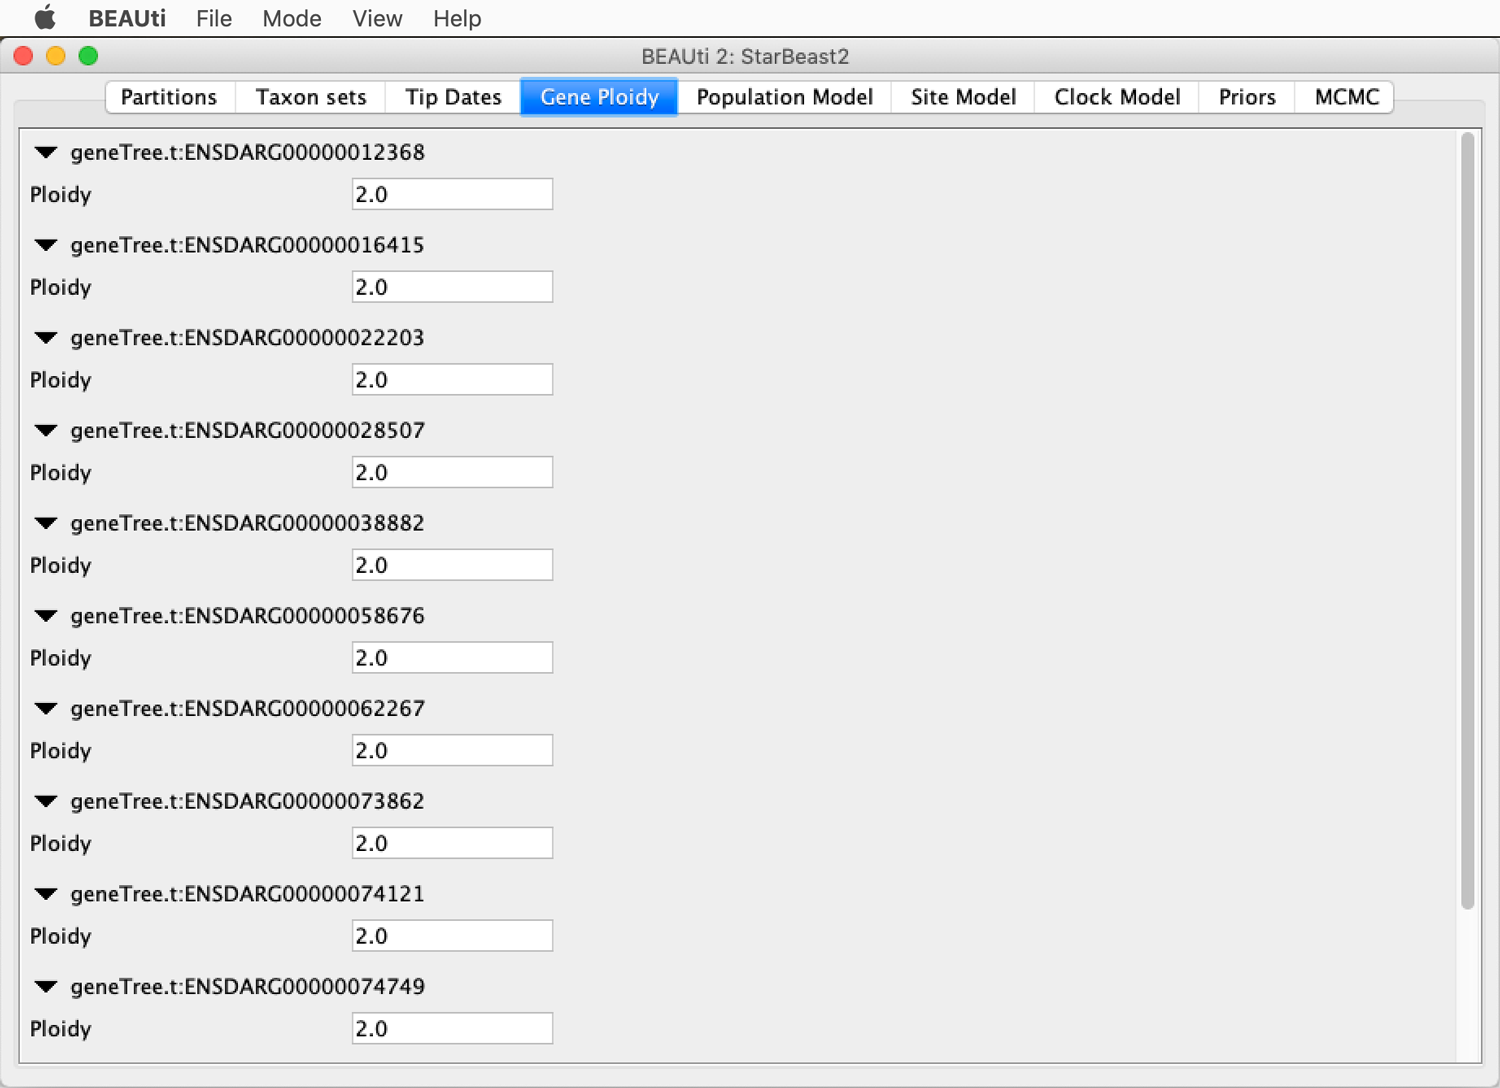 BEAUti File Mode View Help
BEAUti 2: StarBeast2
Partitions Taxon sets Tip Dates Gene Ploidy Population Model Site Model Clock Model Priors MCMC
geneTree.t:ENSDARG00000012368
Ploidy 2.0
geneTree.t:ENSDARG00000016415
Ploidy 2.0
geneTree.t:ENSDARG00000022203
Ploidy 2.0
geneTree.t:ENSDARG00000028507
Ploidy 2.0
geneTree.t:ENSDARG00000038882
Ploidy 2.0
geneTree.t:ENSDARG00000058676
Ploidy 2.0
geneTree.t:ENSDARG00000062267
Ploidy 2.0
geneTree.t:ENSDARG00000073862
Ploidy 2.0
geneTree.t:ENSDARG00000074121
Ploidy 2.0
geneTree.t:ENSDARG00000074749
Ploidy 2.0